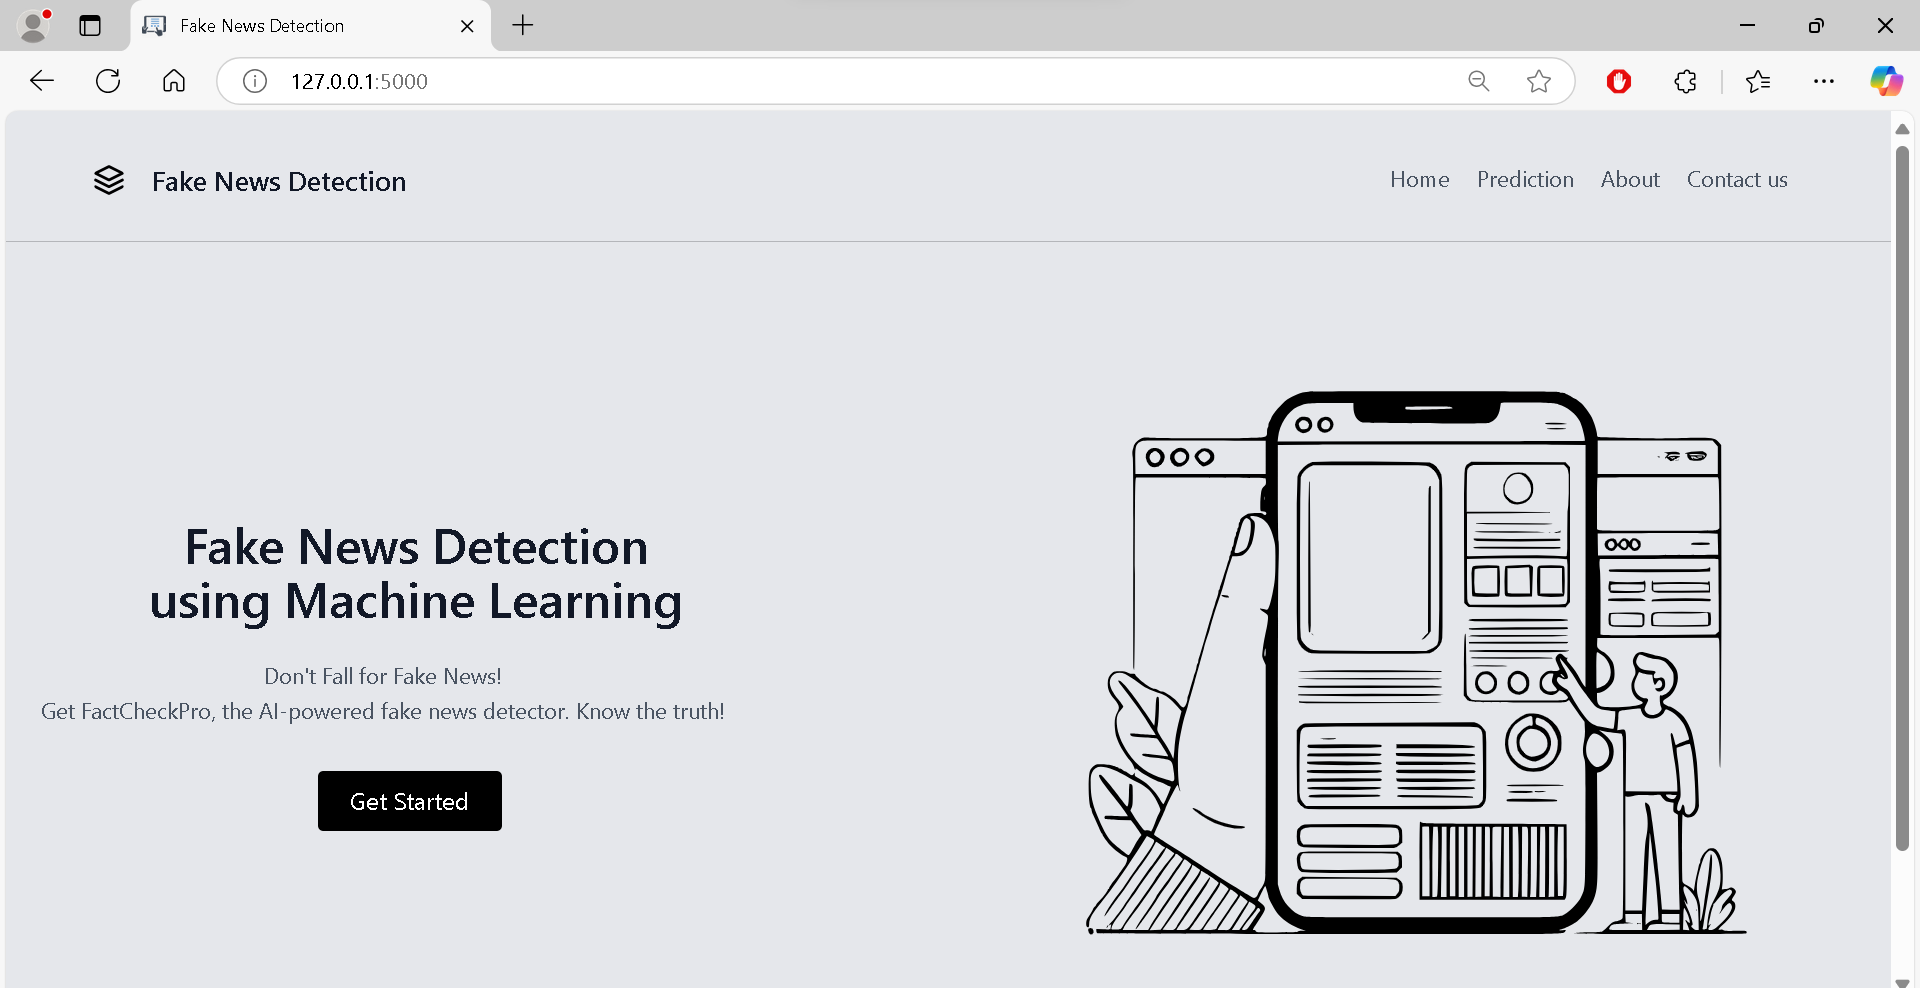 Fake News Detection
127.0.0.1:5000
Fake News Detection
Home
Prediction
About
Contact us
Fake News Detection
using Machine Learning
Don't Fall for Fake News!
Get FactCheckPro, the AI-powered fake news detector. Know the truth!
Get Started